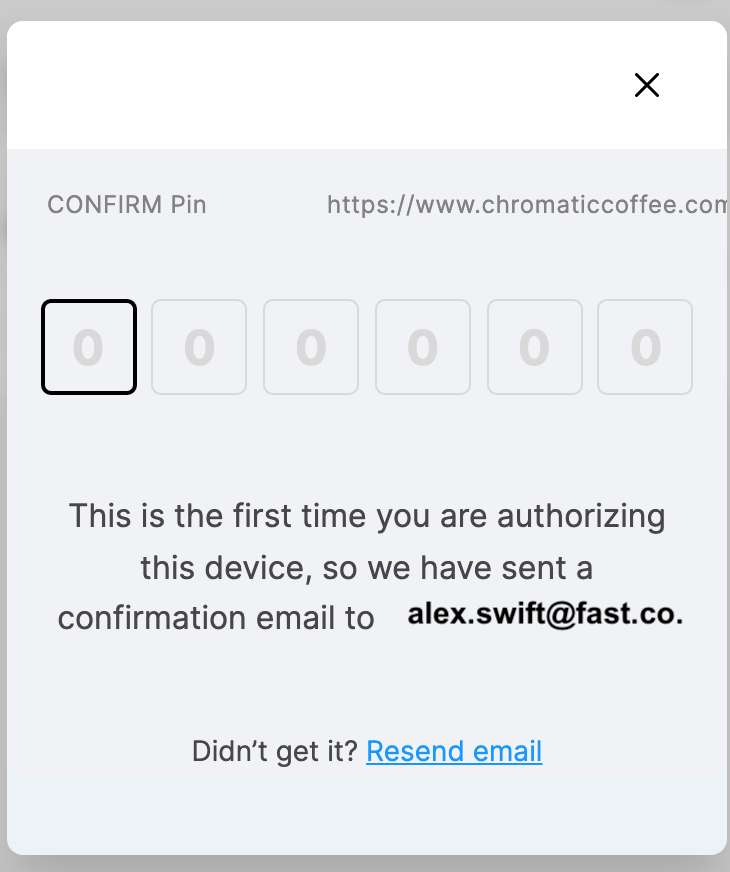 CONFIRM Pin https://www.chromaticcoffee.com
0 0 0 0 0 0
This is the first time you are authorizing
this device, so we have sent a
confirmation email to alex.swift@fast.co.
Didn’t get it? Resend email